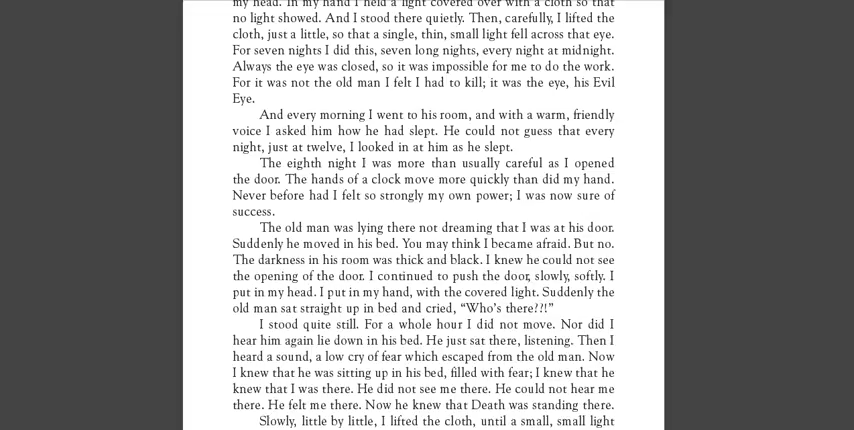 my head. In my hand I held a light covered over with a cloth so that
no light showed. And I stood there quietly. Then, carefully, I lifted the
cloth, just a little, so that a single, thin, small light fell across that eye.
For seven nights I did this, seven long nights, every night at midnight.
Always the eye was closed, so it was impossible for me to do the work.
For it was not the old man I felt I had to kill; it was the eye, his Evil
Eye.
And every morning I went to his room, and with a warm, friendly
voice I asked him how he had slept. He could not guess that every
night, just at twelve, I looked in at him as he slept.
The eighth night I was more than usually careful as I opened
the door. The hands of a clock move more quickly than did my hand.
Never before had I felt so strongly my own power; I was now sure of
success.
The old man was lying there not dreaming that I was at his door.
Suddenly he moved in his bed. You may think I became afraid. But no.
The darkness in his room was thick and black. I knew he could not see
the opening of the door. I continued to push the door, slowly, softly. I
put in my head. I put in my hand, with the covered light. Suddenly the
old man sat straight up in bed and cried, “Who’s there??!”
I stood quite still. For a whole hour I did not move. Nor did I
hear him again lie down in his bed. He just sat there, listening. Then I
heard a sound, a low cry of fear which escaped from the old man. Now
I knew that he was sitting up in his bed, filled with fear; I knew that he
knew that I was there. He did not see me there. He could not hear me
there. He felt me there. Now he knew that Death was standing there.
Slowly, little by little, I lifted the cloth, until a small, small light